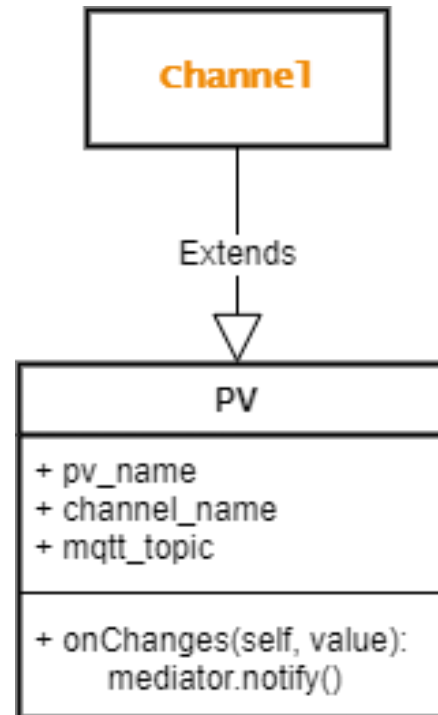 Channel
Extends
PV
+ pv_name
+ channel_name
+ mqtt_topic
+ onChanges(self, value):
mediator.notify()